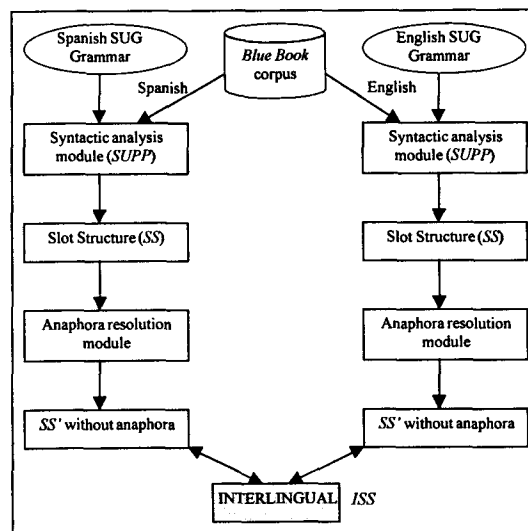 Spanish SUG
Grammar
Blue Book
corpus
English SUG
Grammar
Spanish
English
Syntactic analysis
module (SUPP)
Syntactic analysis
module (SUPP)
Slot Structure (SS)
Slot Structure (SS)
Anaphora resolution
module
Anaphora resolution
module
SS' without anaphora
SS' without anaphora
INTERLINGUAL ISS